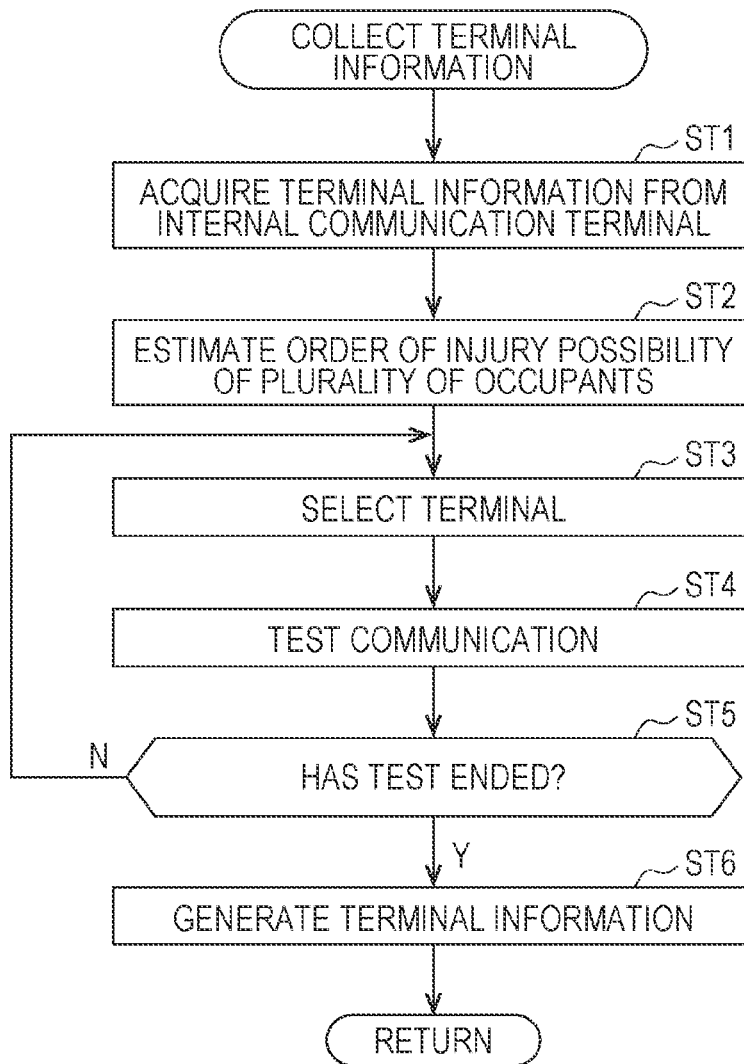 COLLECT TERMINAL
INFORMATION
ST1
ACQUIRE TERMINAL INFORMATION FROM
INTERNAL COMMUNICATION TERMINAL
ST2
ESTIMATE ORDER OF INJURY POSSIBILITY
OF PLURALITY OF OCCUPANTS
ST3
SELECT TERMINAL
ST4
TEST COMMUNICATION
ST5
N
HAS TEST ENDED?
Y
ST6
GENERATE TERMINAL INFORMATION
RETURN